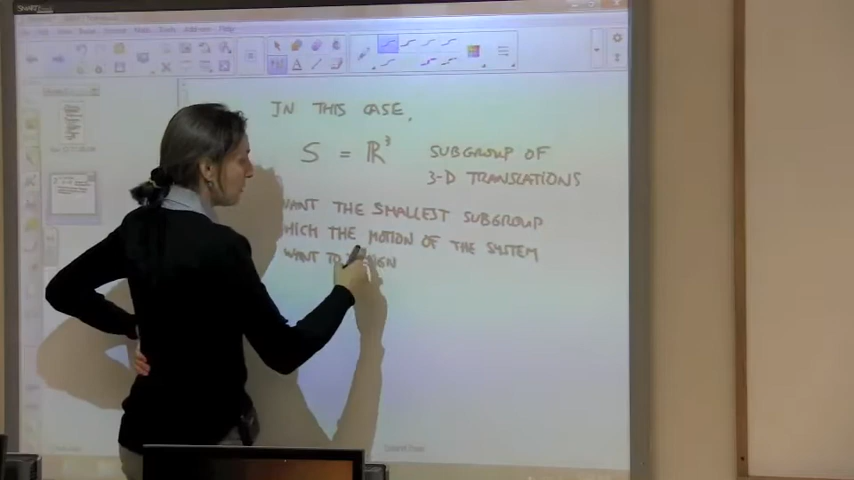 SMART
IN THIS CASE,
S = ℝ³ SUBGROUP OF
3-D TRANSLATIONS
WANT THE SMALLEST SUBGROUP
WHICH THE MOTION OF THE SYSTEM
WANT TO